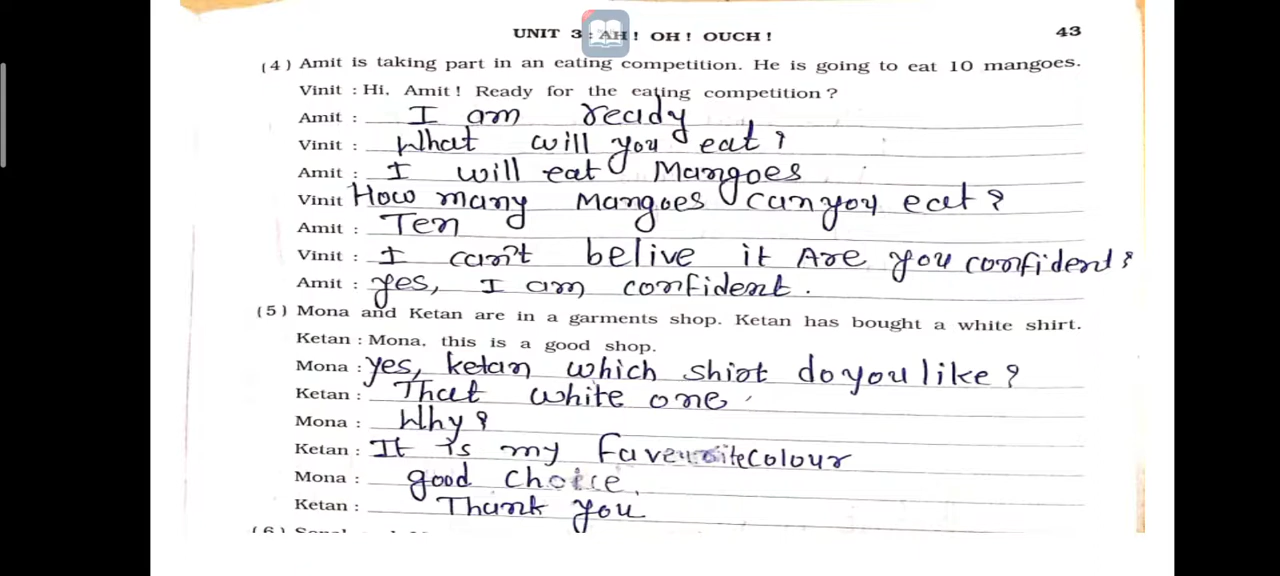 UNIT 3 : AH ! OH ! OUCH !
43
(4) Amit is taking part in an eating competition. He is going to eat 10 mangoes.
Vinit : Hi, Amit ! Ready for the eating competition ?
Amit : I am ready
Vinit : What will you eat ?
Amit : I will eat Mangoes
Vinit How many Mangoes can you eat ?
Amit : Ten
Vinit : I can't belive it Are you confident ?
Amit : Yes, I am confident .
(5) Mona and Ketan are in a garments shop. Ketan has bought a white shirt.
Ketan : Mona, this is a good shop.
Mona : yes, ketan which shirt do you like ?
Ketan : That white one
Mona : Why ?
Ketan : It is my colour
Mona : good choice.
Ketan : Thank you